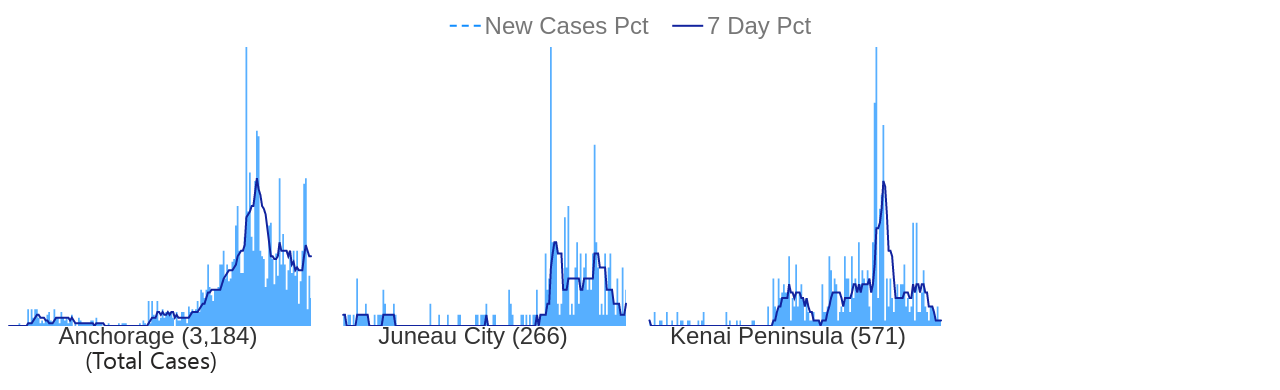 New Cases Pct 7 Day Pct
Anchorage (3,184) Juneau City (266) Kenai Peninsula (571)
(Total Cases)